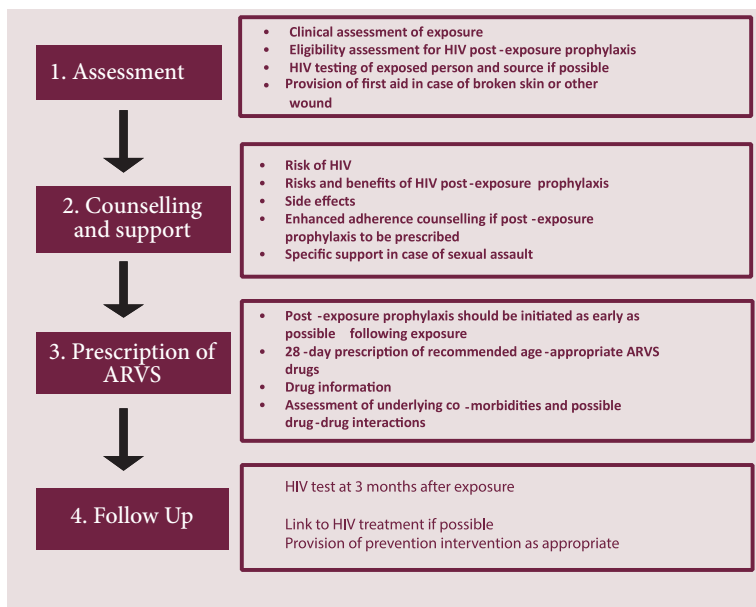 1. Assessment
• Clinical assessment of exposure
• Eligibility assessment for HIV post-exposure prophylaxis
• HIV testing of exposed person and source if possible
• Provision of first aid in case of broken skin or other
wound
2. Counselling
and support
• Risk of HIV
• Risks and benefits of HIV post-exposure prophylaxis
• Side effects
• Enhanced adherence counselling if post-exposure
prophylaxis to be prescribed
• Specific support in case of sexual assault
3. Prescription of
ARVS
• Post-exposure prophylaxis should be initiated as early as
possible following exposure
• 28-day prescription of recommended age-appropriate ARVS
drugs
• Drug information
• Assessment of underlying co-morbidities and possible
drug-drug interactions
4. Follow Up
HIV test at 3 months after exposure
Link to HIV treatment if possible
Provision of prevention intervention as appropriate